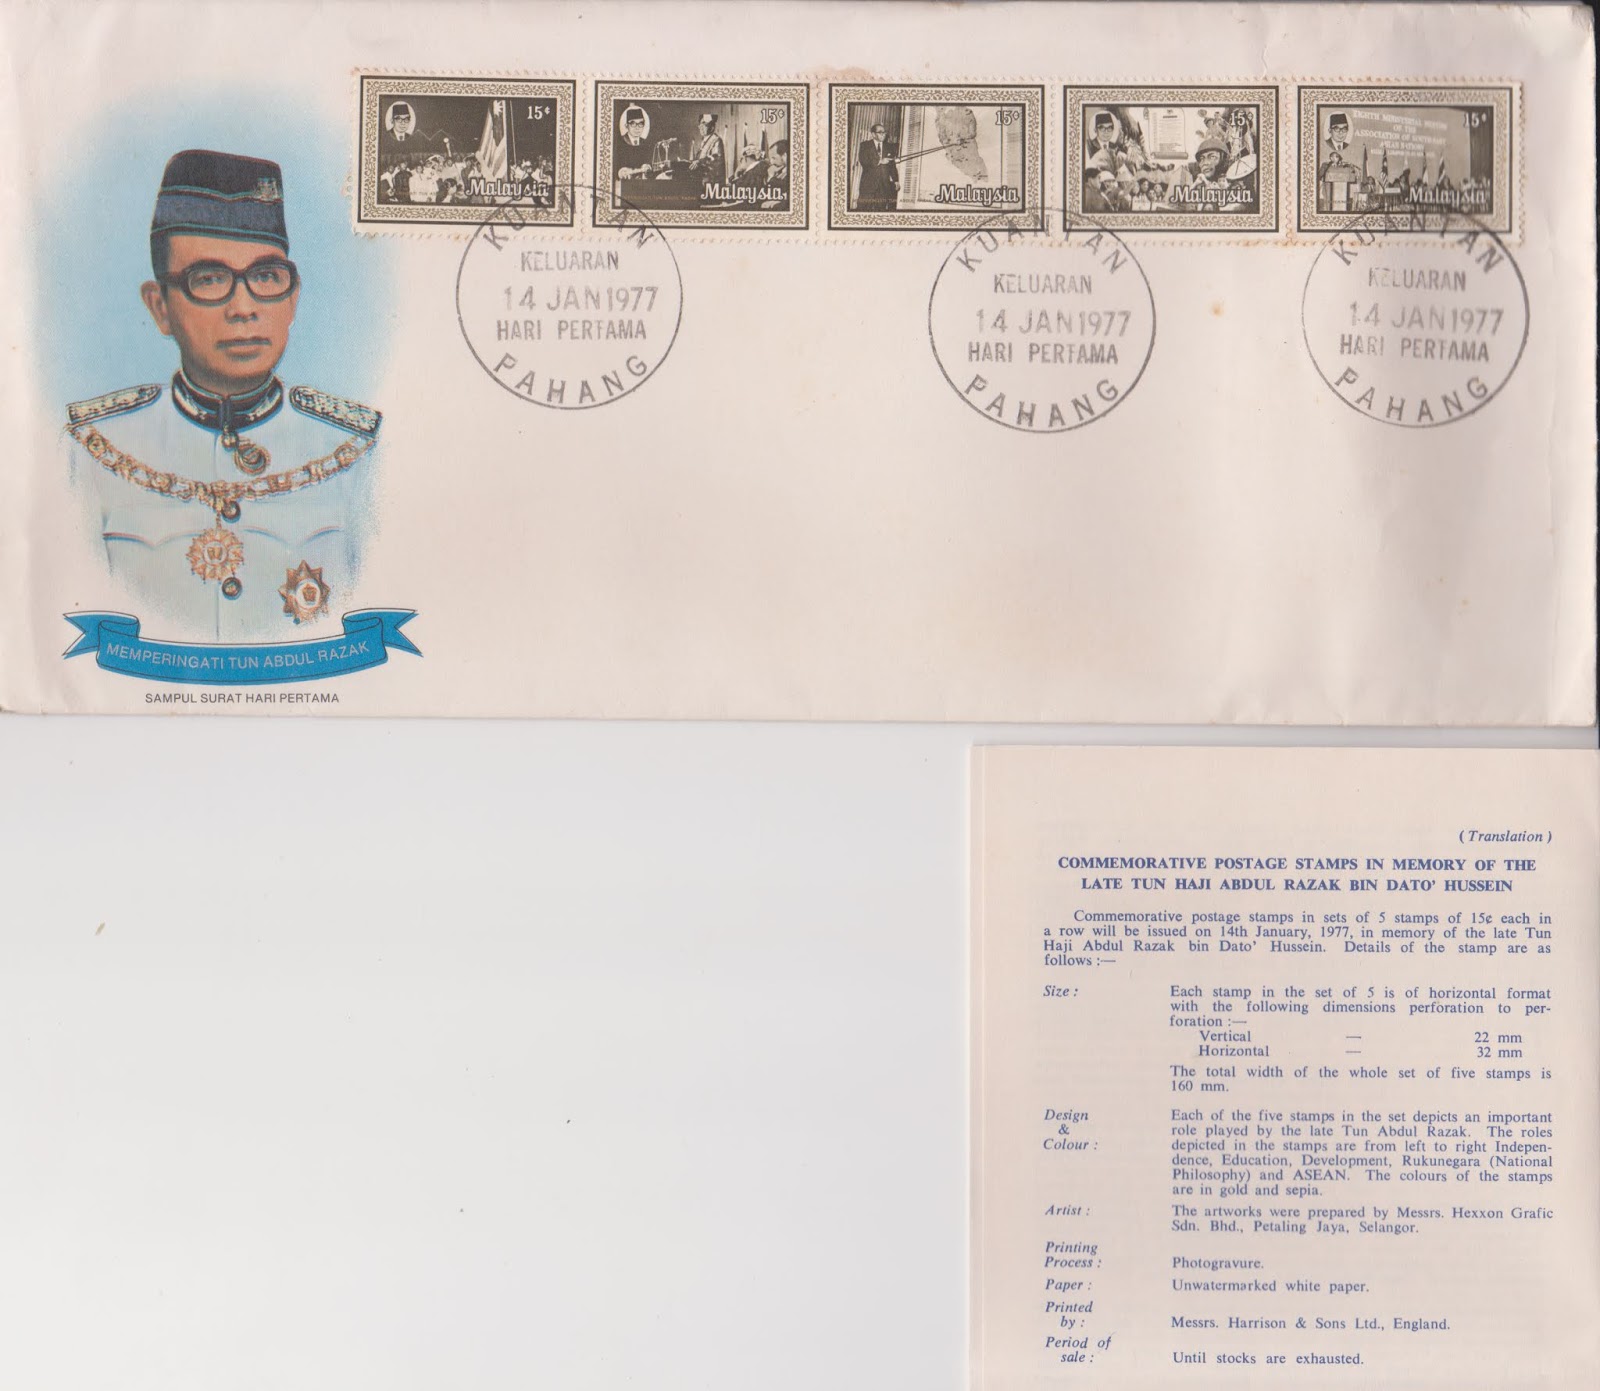 15¢
Malaysia
15¢
Malaysia
15¢
Malaysia
15¢
Malaysia
EIGHTH MINISTERIAL MEETING
OF THE
ASSOCIATION OF SOUTH EAST
ASIAN NATIONS
15¢
Malaysia
KUANTAN
KELUARAN
14 JAN 1977
HARI PERTAMA
PAHANG
KUANTAN
KELUARAN
14 JAN 1977
HARI PERTAMA
PAHANG
KUANTAN
KELUARAN
14 JAN 1977
HARI PERTAMA
PAHANG
MEMPERINGATI TUN ABDUL RAZAK
SAMPUL SURAT HARI PERTAMA
( Translation )
COMMEMORATIVE POSTAGE STAMPS IN MEMORY OF THE
LATE TUN HAJI ABDUL RAZAK BIN DATO' HUSSEIN
Commemorative postage stamps in sets of 5 stamps of 15¢ each in
a row will be issued on 14th January, 1977, in memory of the late Tun
Haji Abdul Razak bin Dato' Hussein. Details of the stamp are as
follows :—
Size : Each stamp in the set of 5 is of horizontal format
with the following dimensions perforation to per-
foration :—
Vertical — 22 mm
Horizontal — 32 mm
The total width of the whole set of five stamps is
160 mm.
Design Each of the five stamps in the set depicts an important
& role played by the late Tun Abdul Razak. The roles
Colour : depicted in the stamps are from left to right Indepen-
dence, Education, Development, Rukunegara (National
Philosophy) and ASEAN. The colours of the stamps
are in gold and sepia.
Artist : The artworks were prepared by Messrs. Hexxon Grafic
Sdn. Bhd., Petaling Jaya, Selangor.
Printing
Process : Photogravure.
Paper : Unwatermarked white paper.
Printed
by : Messrs. Harrison & Sons Ltd., England.
Period of
sale : Until stocks are exhausted.